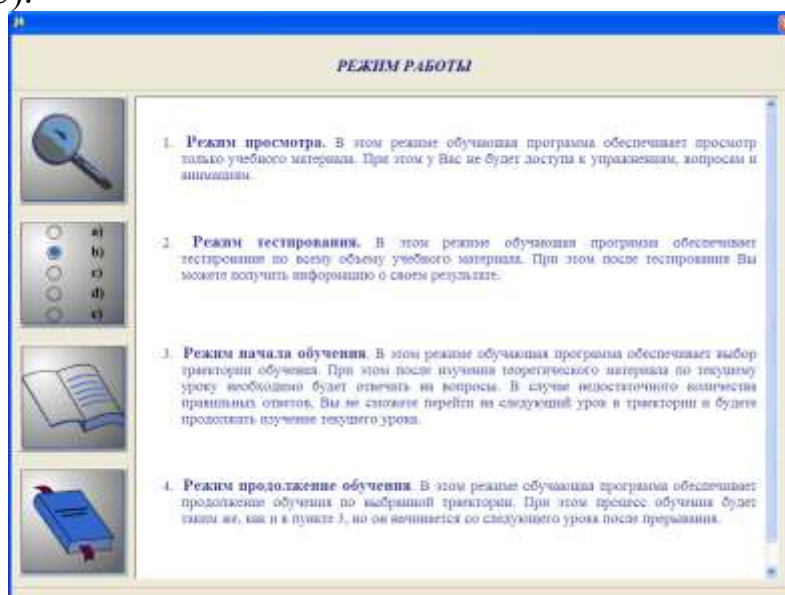 ).
РЕЖИМ РАБОТЫ
1. Режим просмотра. В этом режиме обучающая программа обеспечивает просмотр
только учебного материала. При этом у Вас не будет доступа к упражнениям, вопросам и
анимациям.
a)
b)
c)
d)
e)
2. Режим тестирования. В этом режиме обучающая программа обеспечивает
тестирование по всему объему учебного материала. При этом после тестирования Вы
можете получить информацию о своем результате.
3. Режим начала обучения. В этом режиме обучающая программа обеспечивает выбор
траектории обучения. При этом после изучения теоретического материала по текущему
уроку необходимо будет отвечать на вопросы. В случае недостаточного количества
правильных ответов, Вы не сможете перейти на следующий урок в траектории и будете
продолжать изучение текущего урока.
4. Режим продолжение обучения. В этом режиме обучающая программа обеспечивает
продолжение обучения по выбранной траектории. При этом процесс обучения будет
таким же, как и в пункте 3, но он начинается со следующего урока после прерывания.